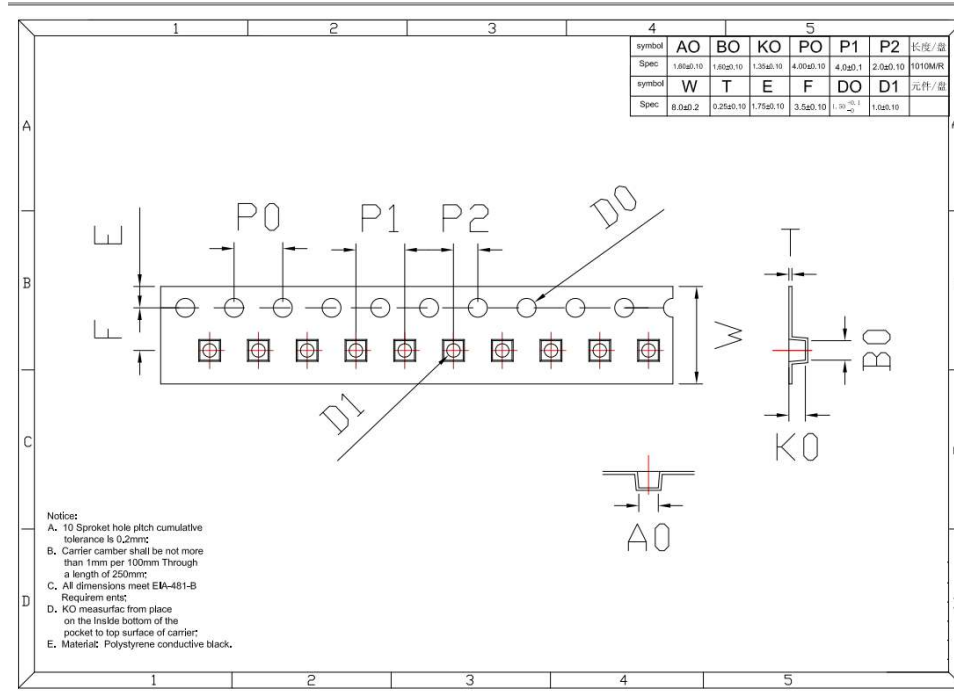 1 2 3 4 5
symbol AO BO KO PO P1 P2 长度/盘
Spec 1.60±0.10 1.60±0.10 1.35±0.10 4.00±0.10 4.0±0.1 2.0±0.10 1010M/R
symbol W T E F DO D1 元件/盘
Spec 8.0±0.2 0.25±0.10 1.75±0.10 3.5±0.10 1.50 +0.1 -0 1.0±0.10
A
P0 P1 P2 D0
E
T
B B
F
W
B0
D1
C
K0
A0
Notice:
A. 10 Sproket hole pitch cumulative
tolerance is 0.2mm;
B. Carrier camber shall be not more
than 1mm per 100mm Through
a length of 250mm;
C. All dimensions meet EIA-481-B
Requirem ents;
D
D. KO measurfac from place
on the Inside bottom of the
pocket to top surface of carrier;
E. Material: Polystyrene conductive black.
1 2 3 4 5